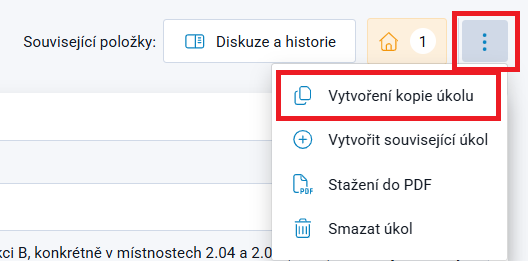 Související položky:
Diskuze a historie
1
Vytvoření kopie úkolu
Vytvořit související úkol
PDF
Stažení do PDF
Smazat úkol
kci B, konkrétně v místnostech 2.04 a 2.0